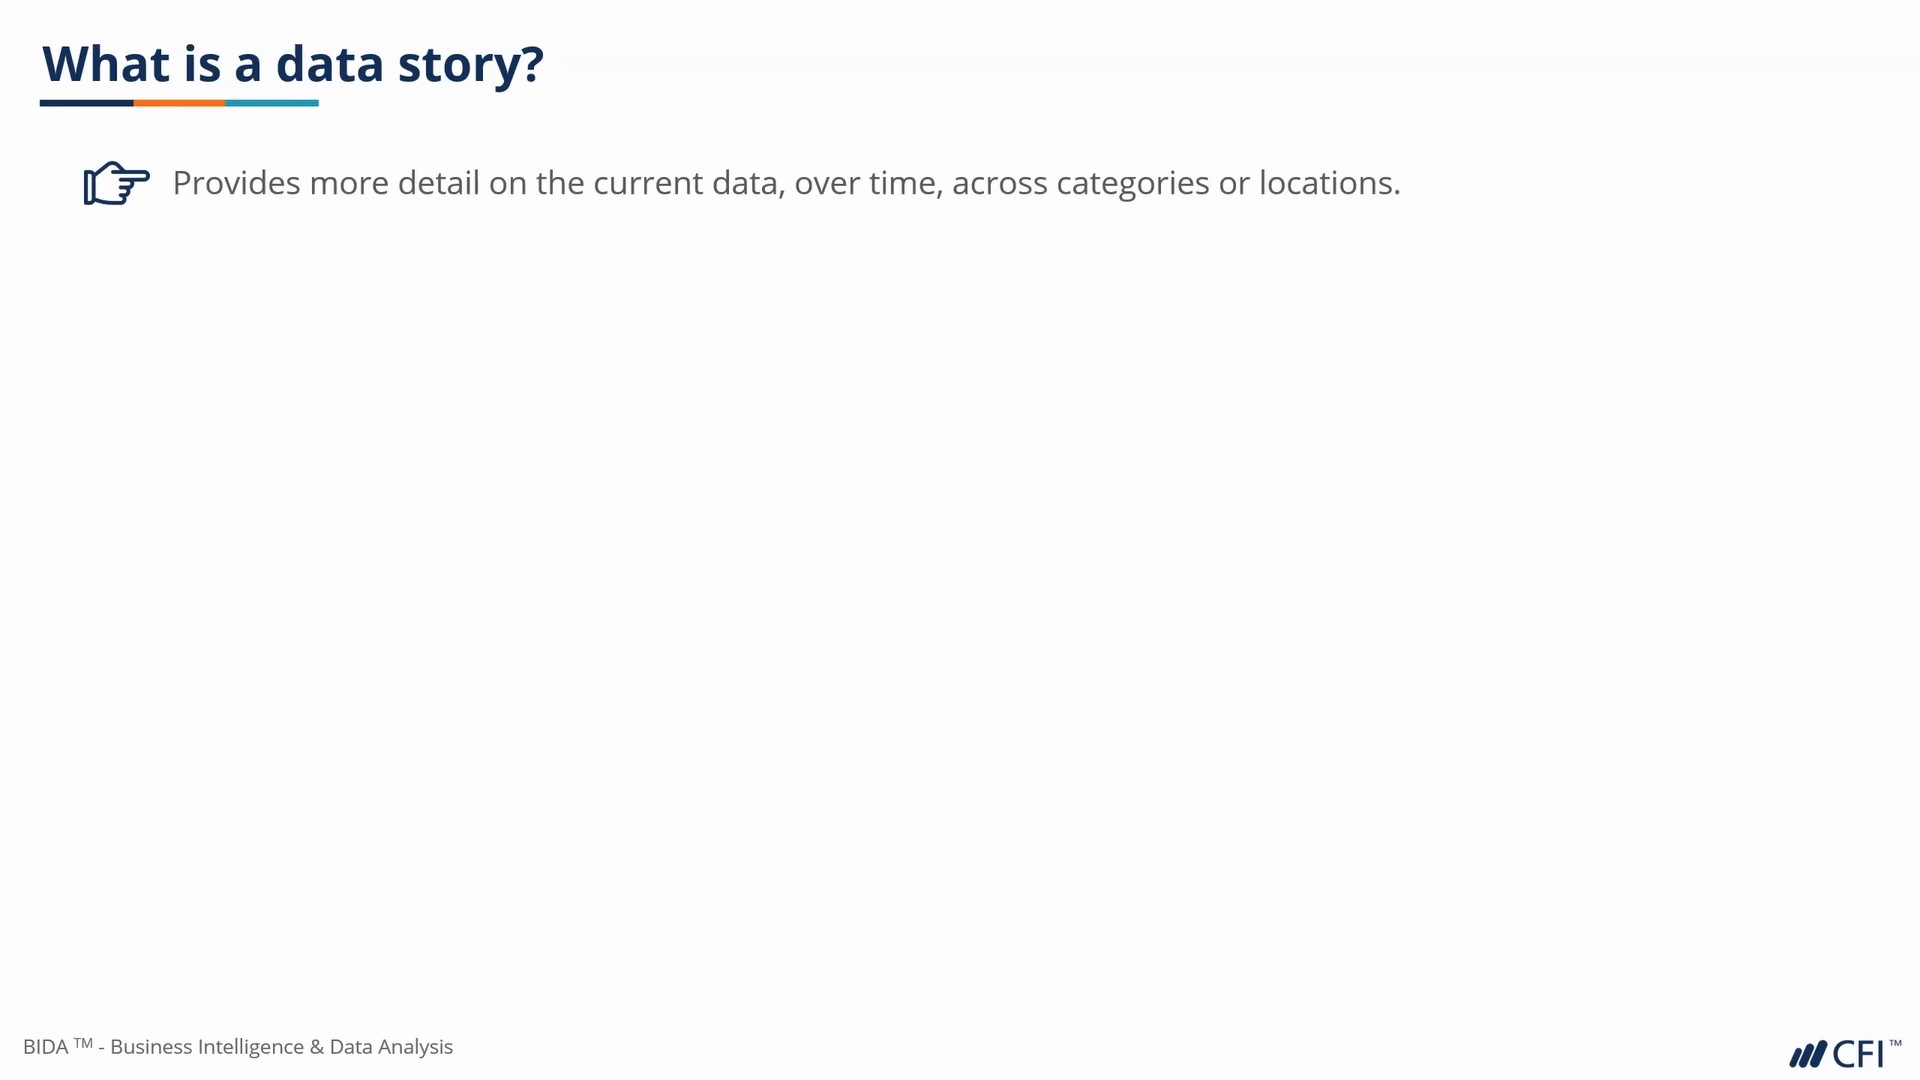 What is a data story?
Provides more detail on the current data, over time, across categories or locations.
BIDA TM - Business Intelligence & Data Analysis
CFI™